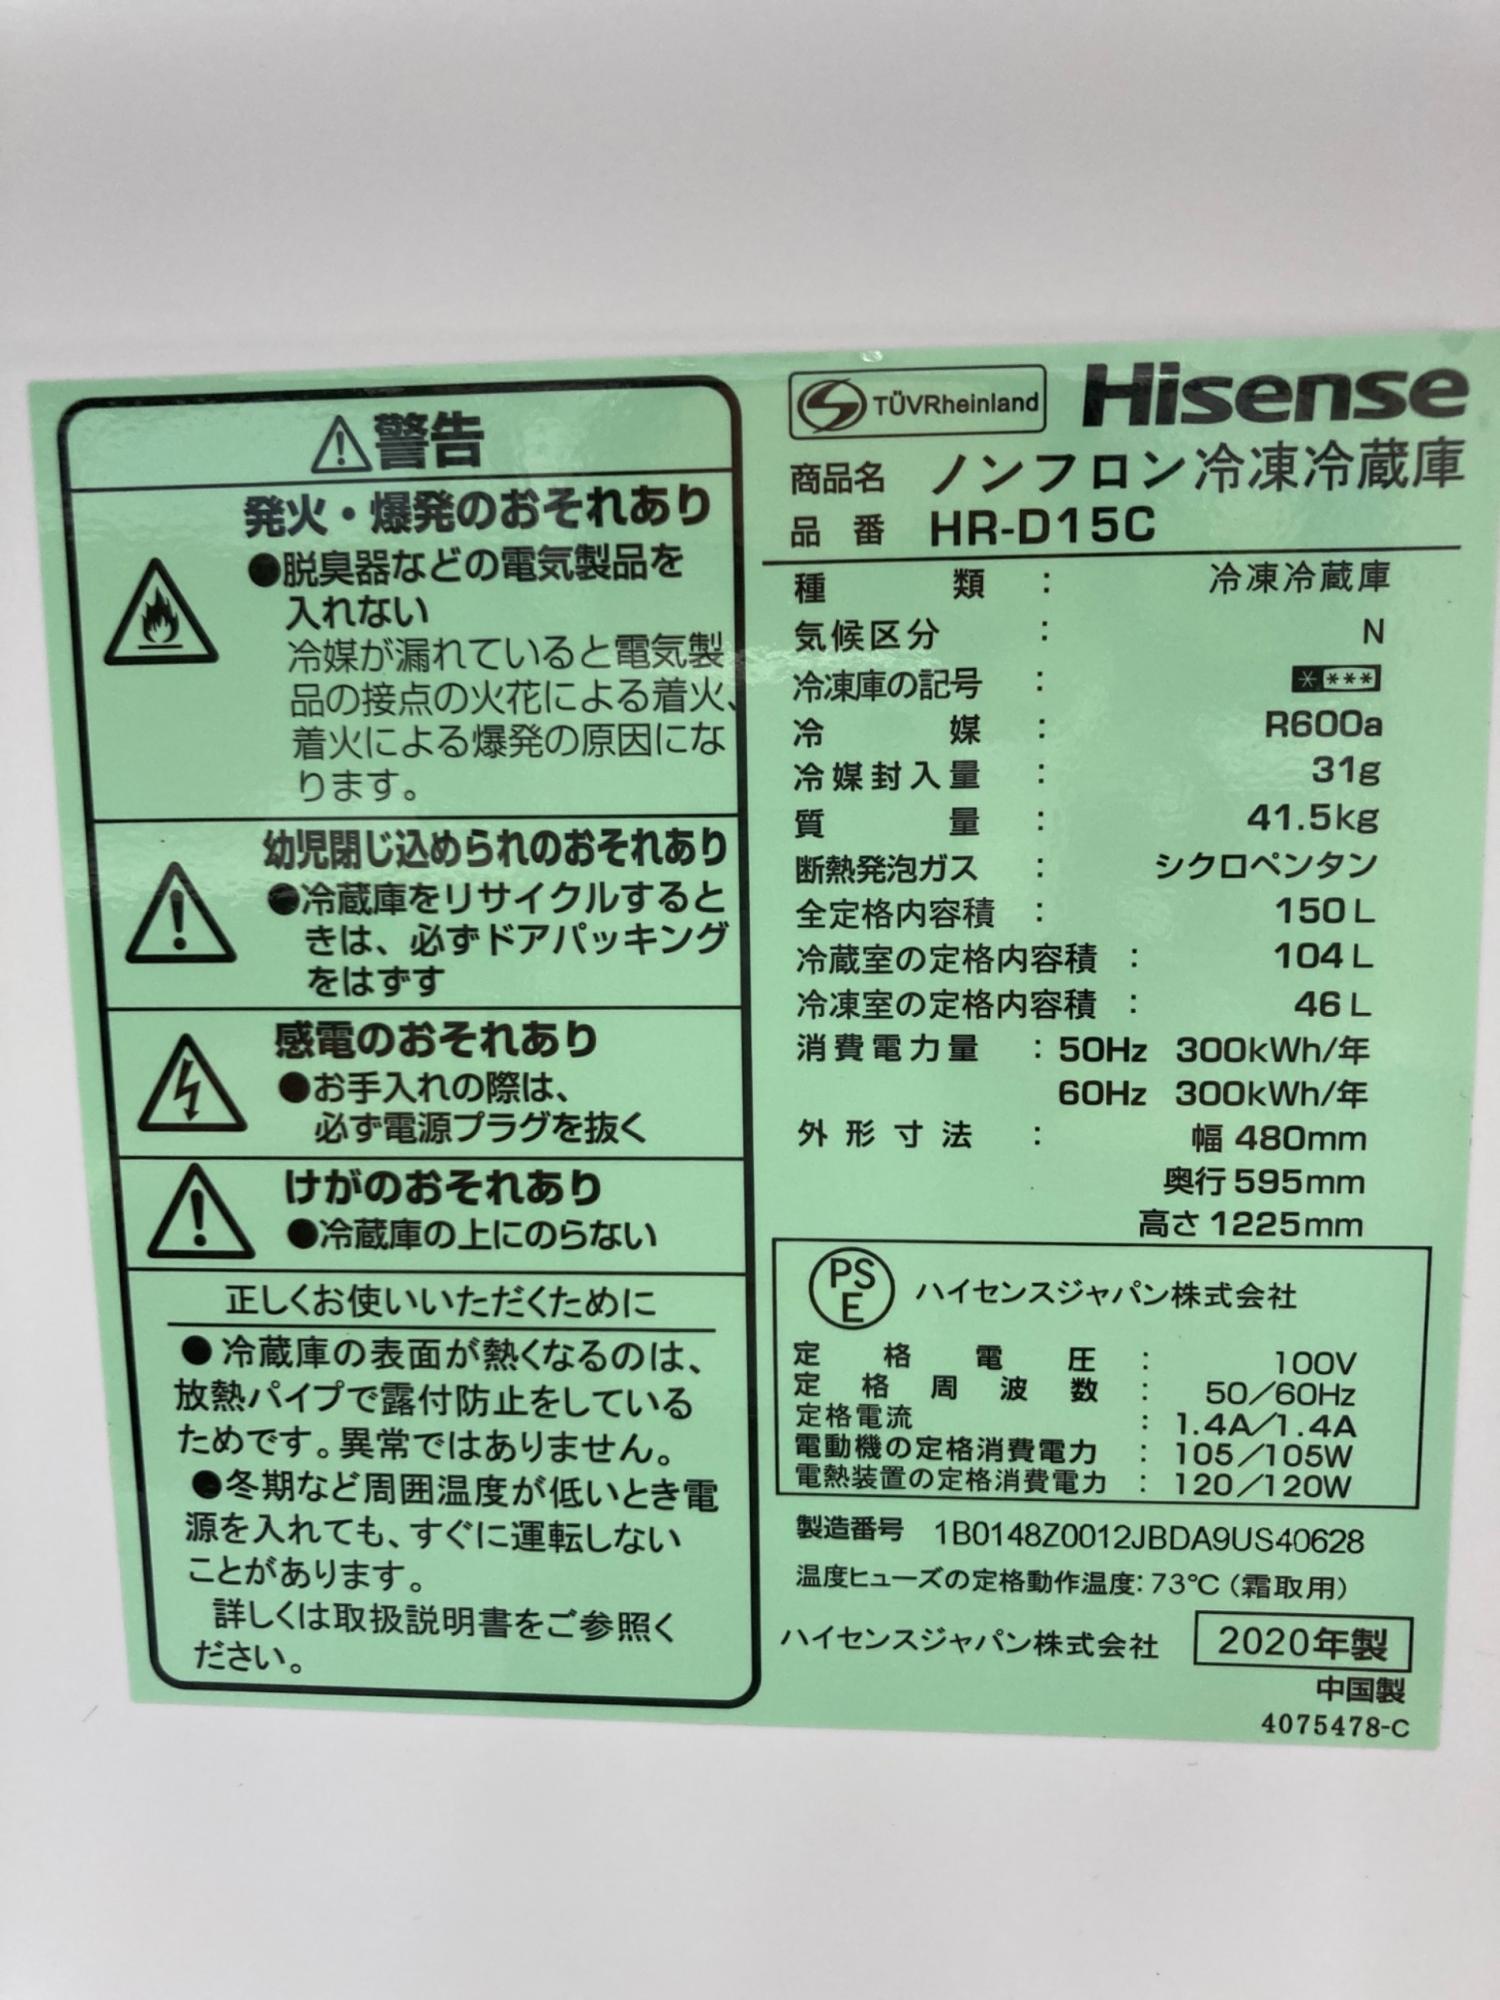 警告
発火・爆発のおそれあり
●脱臭器などの電気製品を
入れない
冷媒が漏れていると電気製
品の接点の火花による着火、
着火による爆発の原因にな
ります。
幼児閉じ込められのおそれあり
●冷蔵庫をリサイクルすると
きは、必ずドアパッキング
をはずす
感電のおそれあり
●お手入れの際は、
必ず電源プラグを抜く
けがのおそれあり
●冷蔵庫の上にのらない
正しくお使いいただくために
●冷蔵庫の表面が熱くなるのは、
放熱パイプで露付防止をしている
ためです。異常ではありません。
●冬期など周囲温度が低いとき電
源を入れても、すぐに運転しない
ことがあります。
詳しくは取扱説明書をご参照く
ださい。
TÜVRheinland Hisense
商品名 ノンフロン冷凍冷蔵庫
品番 HR-D15C
種類 : 冷凍冷蔵庫
気候区分 : N
冷凍庫の記号 : * ***
冷媒 : R600a
冷媒封入量 : 31g
質量 : 41.5kg
断熱発泡ガス : シクロペンタン
全定格内容積 : 150L
冷蔵室の定格内容積 : 104L
冷凍室の定格内容積 : 46L
消費電力量 : 50Hz 300kWh/年
60Hz 300kWh/年
外形寸法 : 幅 480mm
奥行 595mm
高さ 1225mm
PSE ハイセンスジャパン株式会社
定格電圧 : 100V
定格周波数 : 50/60Hz
定格電流 : 1.4A/1.4A
電動機の定格消費電力 : 105/105W
電熱装置の定格消費電力 : 120/120W
製造番号 1B0148Z0012JBDA9US40628
温度ヒューズの定格動作温度:73℃(霜取用)
ハイセンスジャパン株式会社 2020年製
中国製
4075478-C